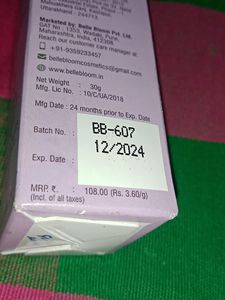 Uttarakhand - 244713.
Marketed by: Belle Bloom Pvt. Ltd.
GAT No : 1353, Wadaki, Pune,
Maharashtra, India, 412308.
Reach our customer care manager at
+91-9359233457
bellebloomcosmetics@gmail.com
www.bellebloom.in
Net Weight : 30g
Mfg. Lic No : 10/C/UA/2018
Mfg Date : 24 months prior to Exp. Date
Batch No. : BB-607
Exp. Date : 12/2024
MRP. ₹. : 108.00 (Rs. 3.60/g)
(Incl. of all taxes)